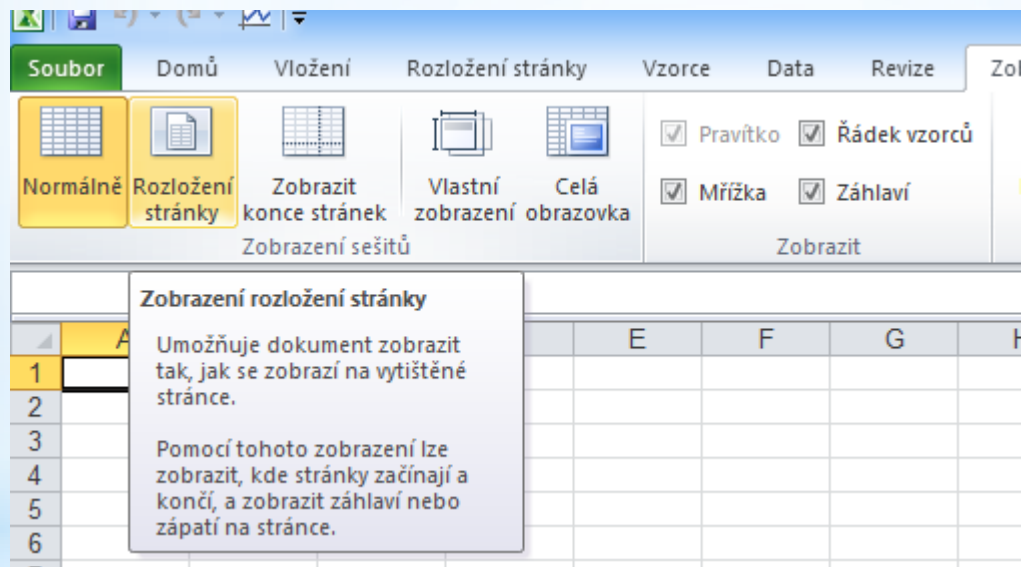 Soubor Domů Vložení Rozložení stránky Vzorce Data Revize
Normálně Rozložení stránky Zobrazit konce stránek Vlastní zobrazení Celá obrazovka
Pravítko Řádek vzorců
Mřížka Záhlaví
Zobrazení sešitů Zobrazit
Zobrazení rozložení stránky
Umožňuje dokument zobrazit
tak, jak se zobrazí na vytištěné
stránce.
Pomocí tohoto zobrazení lze
zobrazit, kde stránky začínají a
končí, a zobrazit záhlaví nebo
zápatí na stránce.
A E F G H
1
2
3
4
5
6